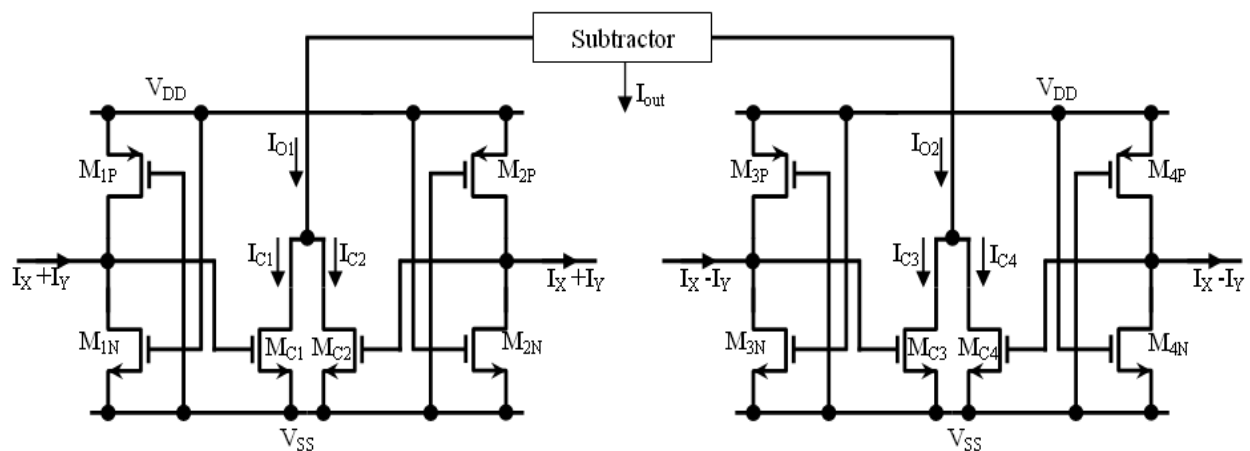 Subtractor
I_out
V_DD
V_DD
I_O1
I_O2
M_1P
M_2P
M_3P
M_4P
I_C1
I_C2
I_C3
I_C4
I_X +I_Y
I_X +I_Y
I_X -I_Y
I_X -I_Y
M_1N
M_C1
M_C2
M_2N
M_3N
M_C3
M_C4
M_4N
V_SS
V_SS